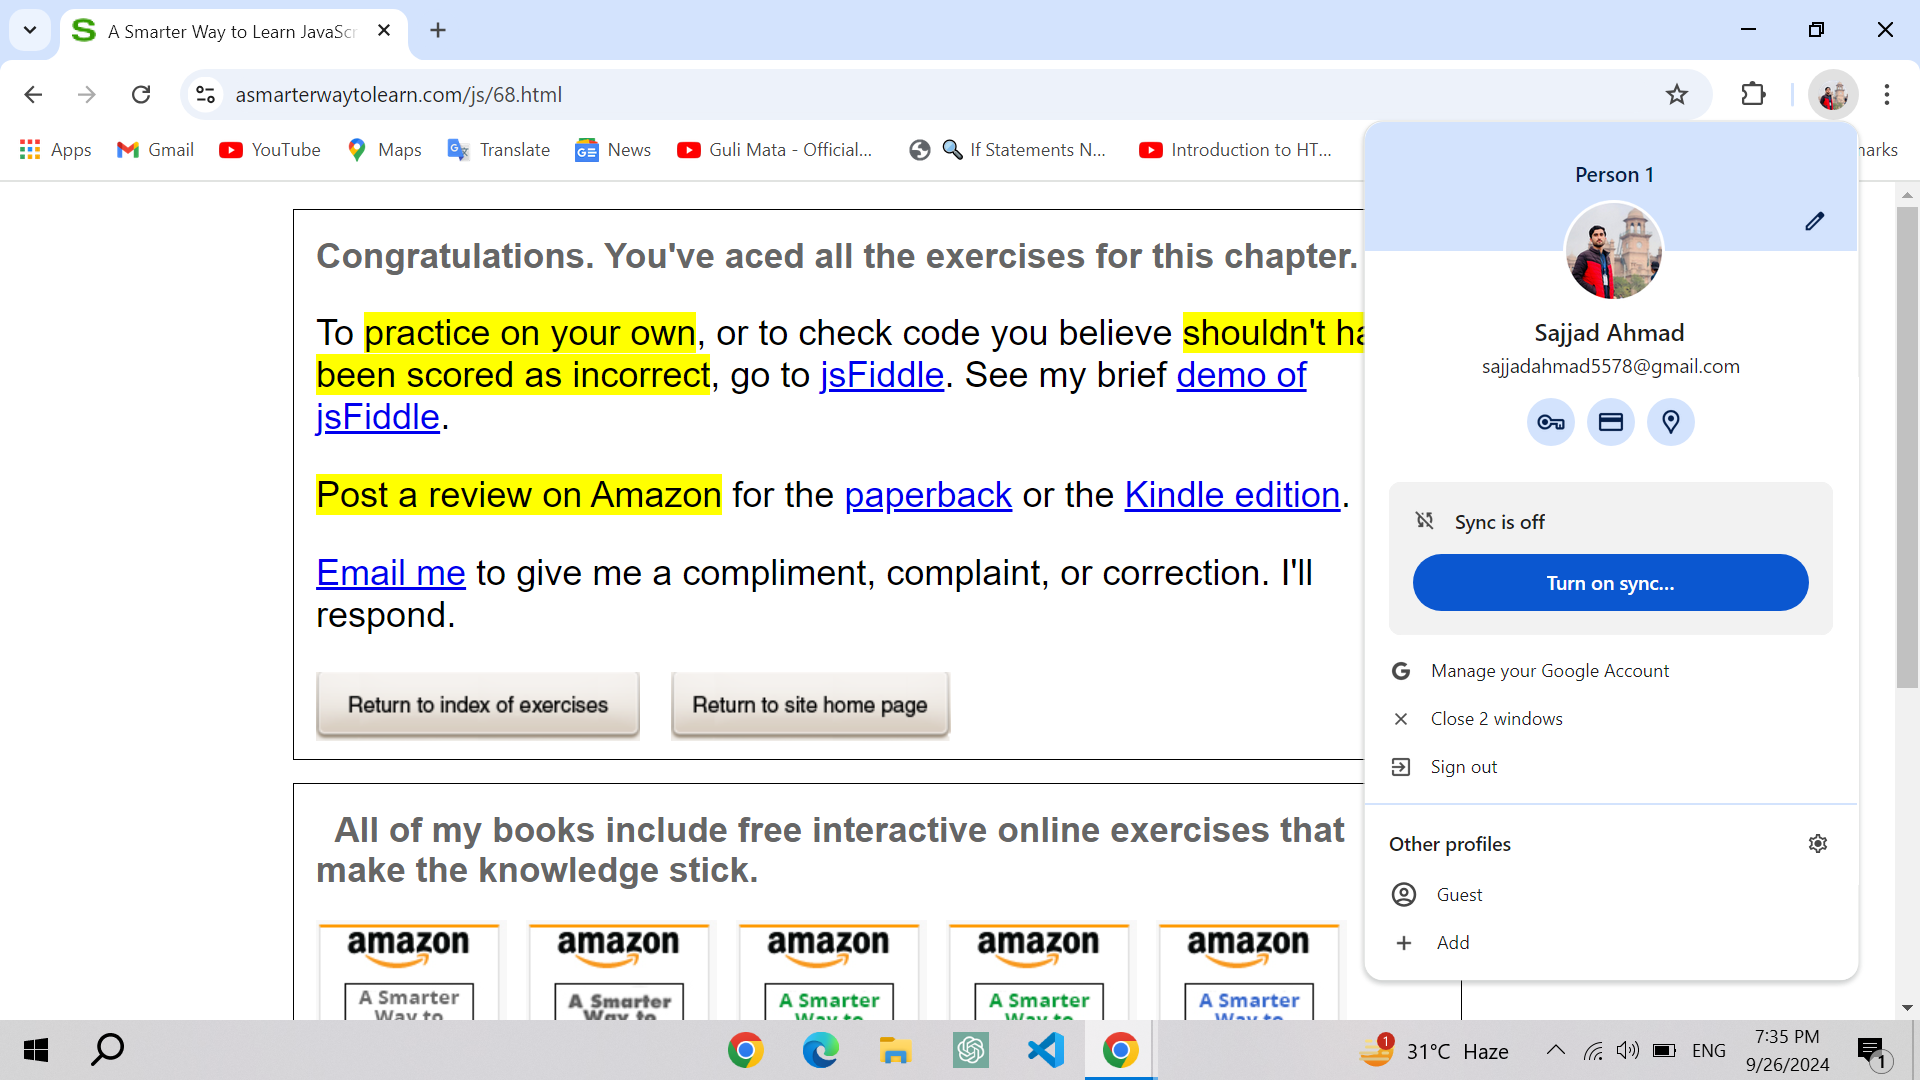 A Smarter Way to Learn JavaScr
asmarterwaytolearn.com/js/68.html
Apps
Gmail
YouTube
Maps
Translate
News
Guli Mata - Official...
If Statements N...
Introduction to HT...
Congratulations. You've aced all the exercises for this chapter.
To practice on your own, or to check code you believe shouldn't
been scored as incorrect, go to jsFiddle. See my brief demo of
jsFiddle.
Post a review on Amazon for the paperback or the Kindle edition.
Email me to give me a compliment, complaint, or correction. I'll
respond.
Return to index of exercises
Return to site home page
All of my books include free interactive online exercises that
make the knowledge stick.
amazon
amazon
amazon
amazon
amazon
A Smarter
Way to
A Smarter
Way to
A Smarter
Way to
A Smarter
Way to
A Smarter
Way to
Person 1
Sajjad Ahmad
sajjadahmad5578@gmail.com
Sync is off
Turn on sync...
Manage your Google Account
Close 2 windows
Sign out
Other profiles
Guest
Add
1
31°C Haze
ENG
7:35 PM
9/26/2024
1